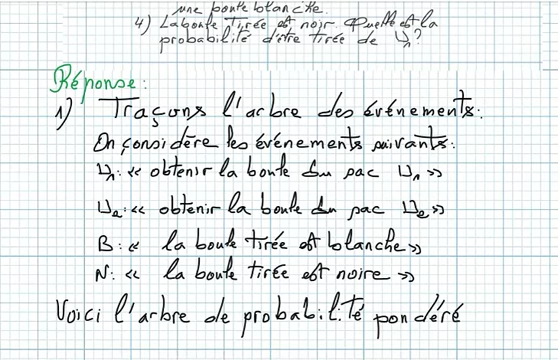 une boule blanche.
4) La boule tirée est noir Quelle est la
probabilité d'être tirée de U₁?
Réponse:
1) Traçons l'arbre des événements:
On considère les événements suivants:
U₁: « obtenir la boule du sac U₁ »
U₂: « obtenir la boule du sac U₂ »
B: « la boule tirée est blanche »
N: « la boule tirée est noire »
Voici l'arbre de probabilité pondéré